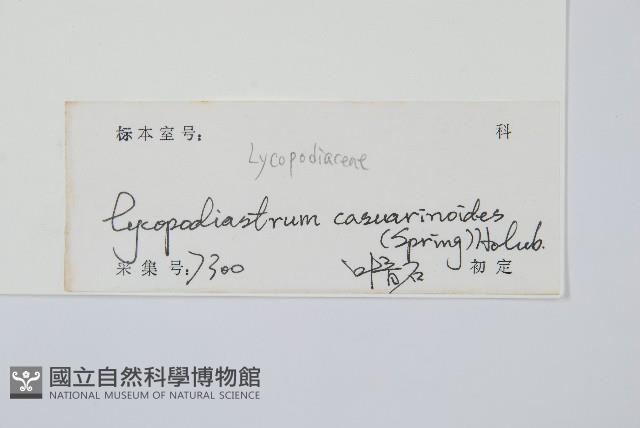 标本室号: 科
Lycopodiaceae
Lycopodiastrum casuarinoides
(Spring) Holub.
采集号: 7300 初定
國立自然科學博物館
NATIONAL MUSEUM OF NATURAL SCIENCE